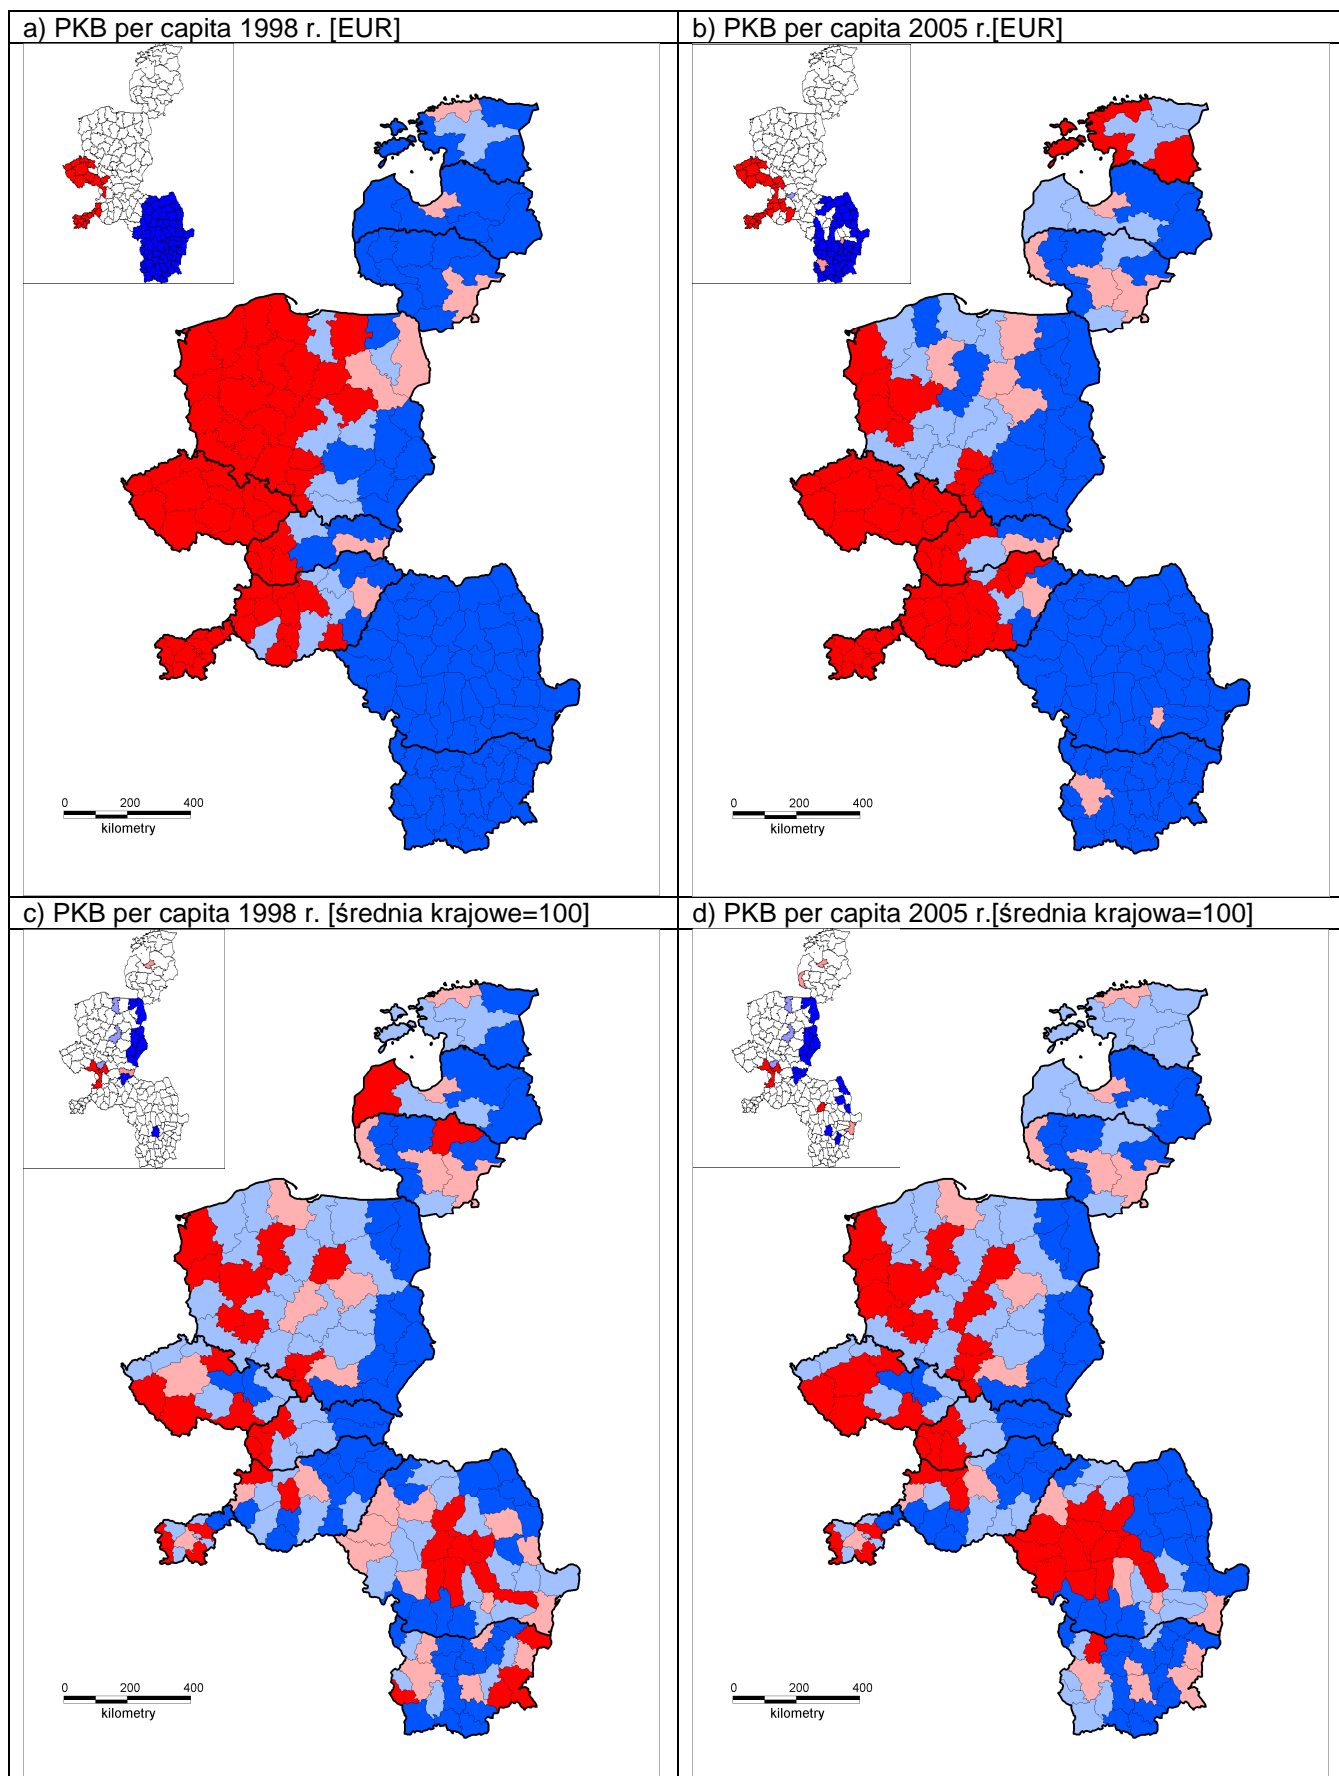 a) PKB per capita 1998 r. [EUR]
b) PKB per capita 2005 r.[EUR]
0 200 400
kilometry
0 200 400
kilometry
c) PKB per capita 1998 r. [średnia krajowe=100]
d) PKB per capita 2005 r.[średnia krajowa=100]
0 200 400
kilometry
0 200 400
kilometry